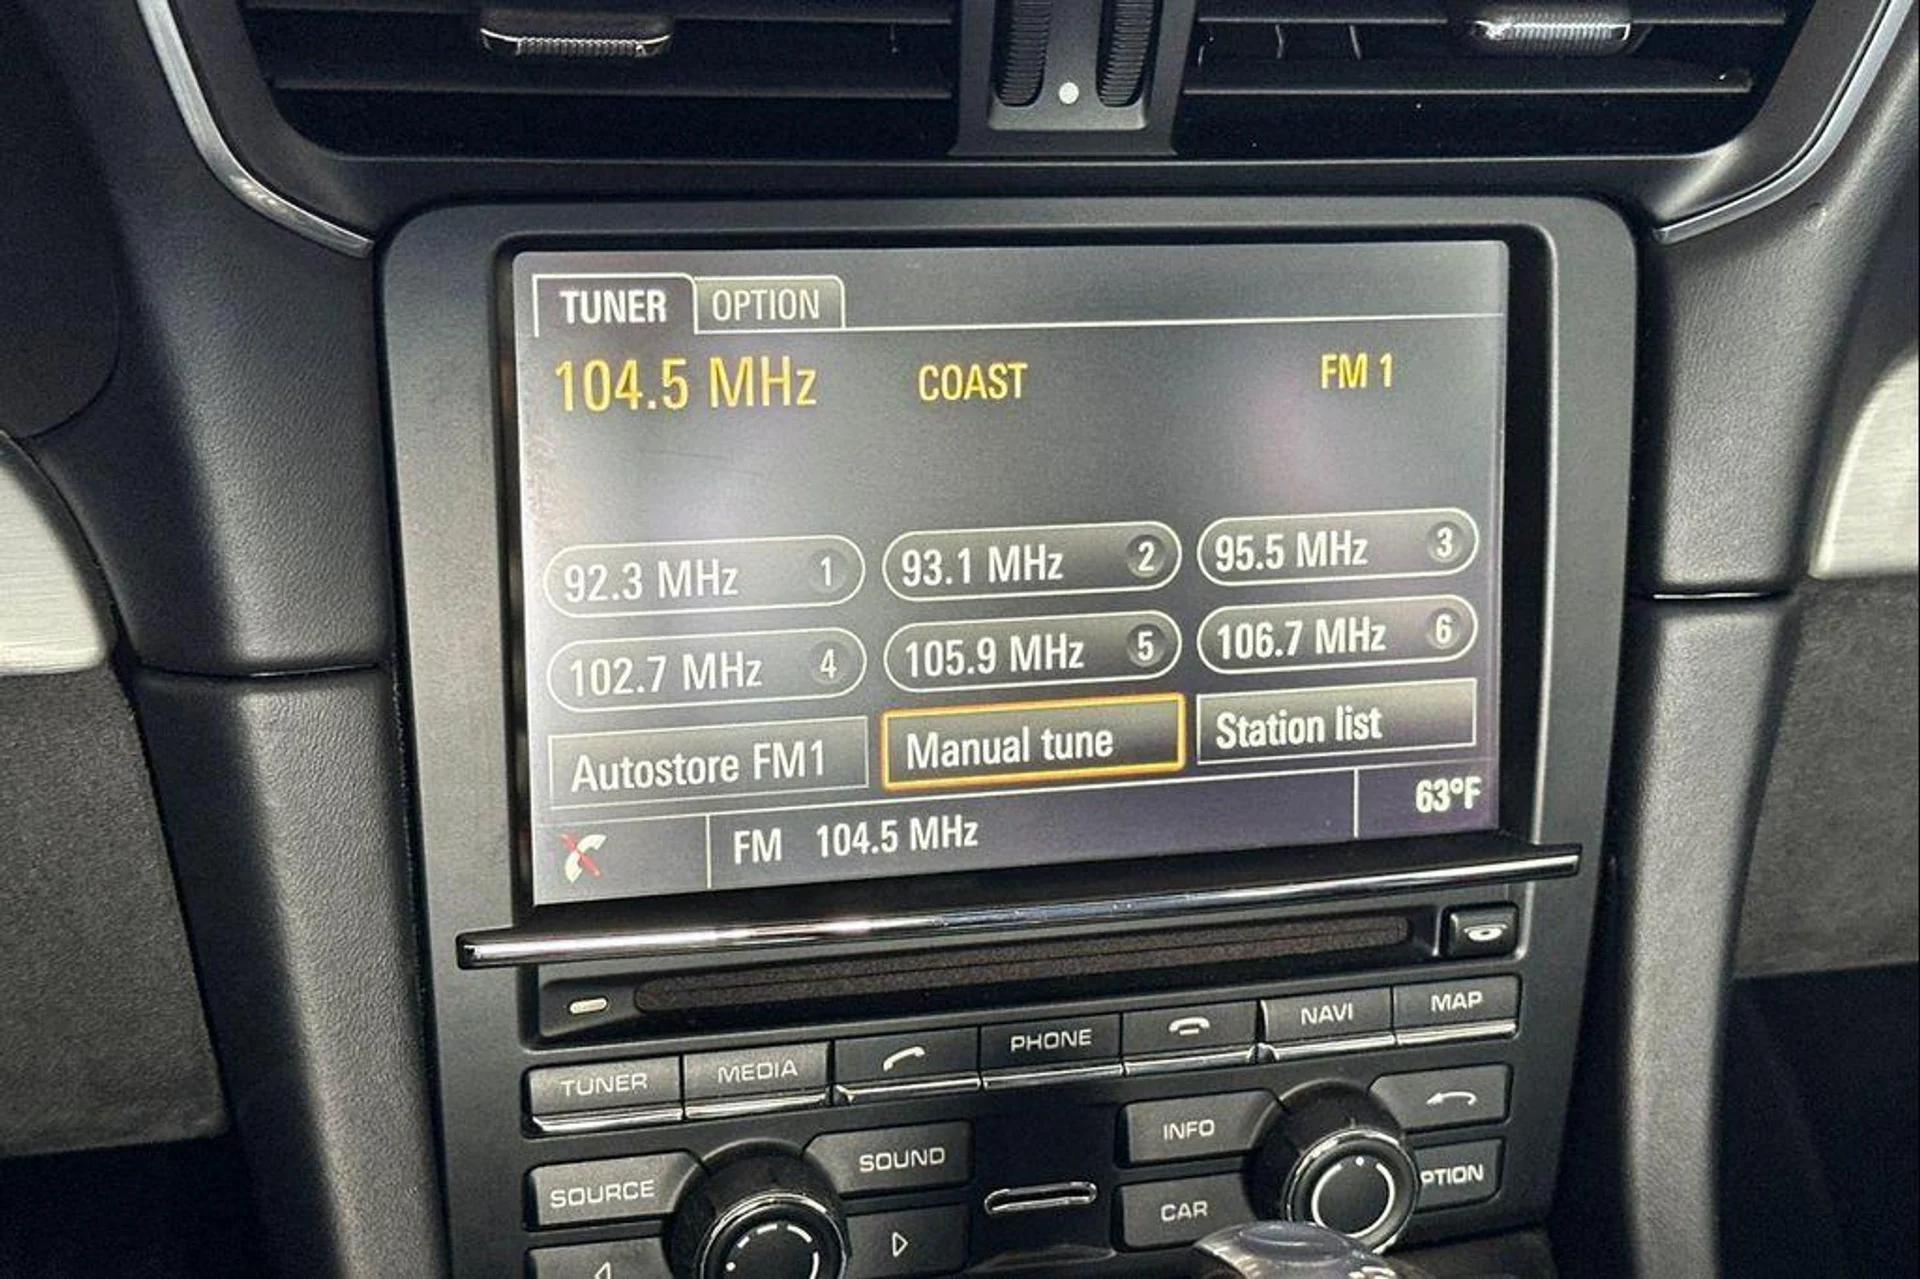 TUNER OPTION
104.5 MHz COAST FM 1
92.3 MHz 1 93.1 MHz 2 95.5 MHz 3
102.7 MHz 4 105.9 MHz 5 106.7 MHz 6
Autostore FM1 Manual tune Station list
FM 104.5 MHz 63°F
TUNER MEDIA PHONE NAVI MAP
SOUND INFO
SOURCE CAR PTION